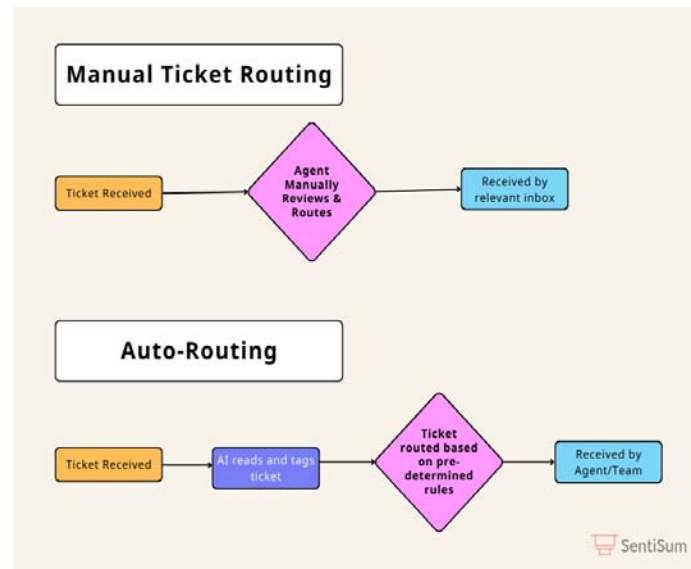 Manual Ticket Routing
Ticket Received
Agent
Manually
Reviews &
Routes
Received by
relevant inbox
Auto-Routing
Ticket Received
AI reads and tags
ticket
Ticket
routed based
on pre-
determined
rules
Received by
Agent/Team
SentiSum